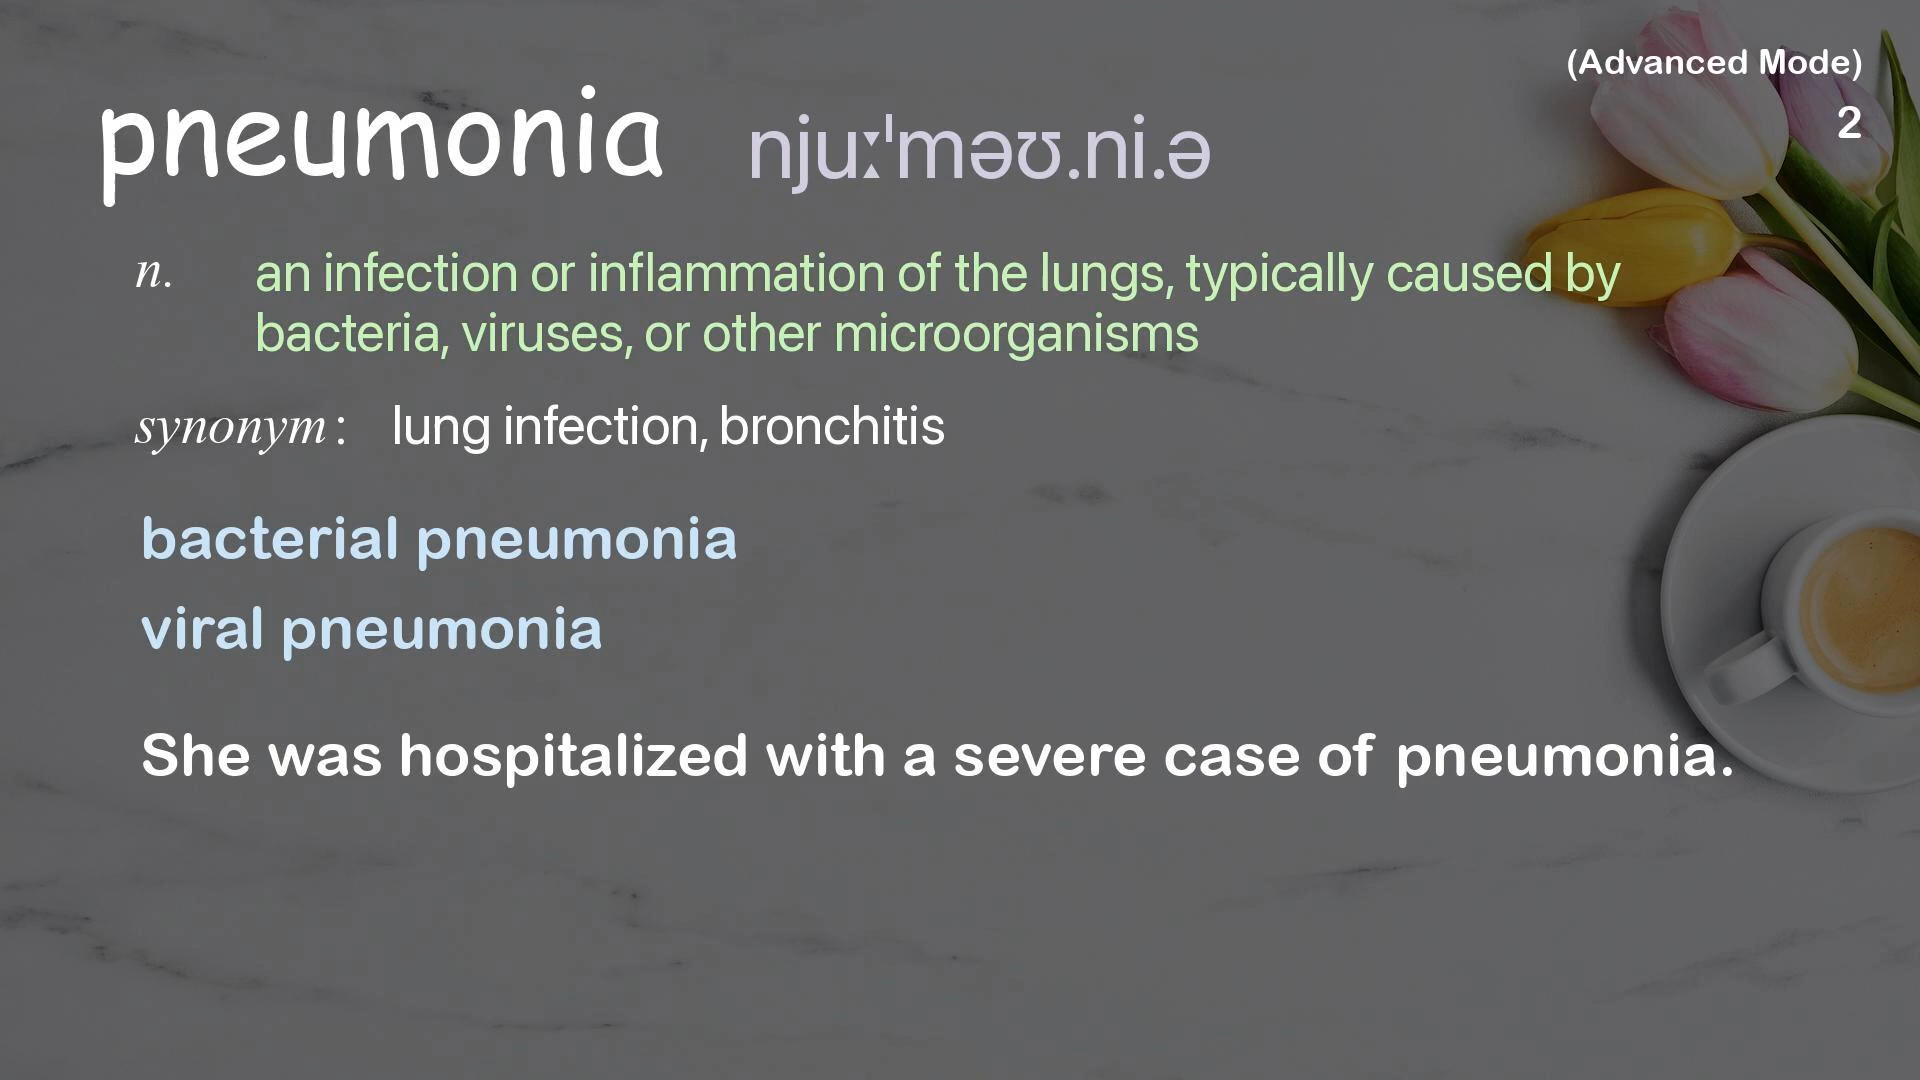 (Advanced Mode)
2
pneumonia njuːˈməʊ.ni.ə
n. an infection or inflammation of the lungs, typically caused by
bacteria, viruses, or other microorganisms
synonym: lung infection, bronchitis
bacterial pneumonia
viral pneumonia
She was hospitalized with a severe case of pneumonia.